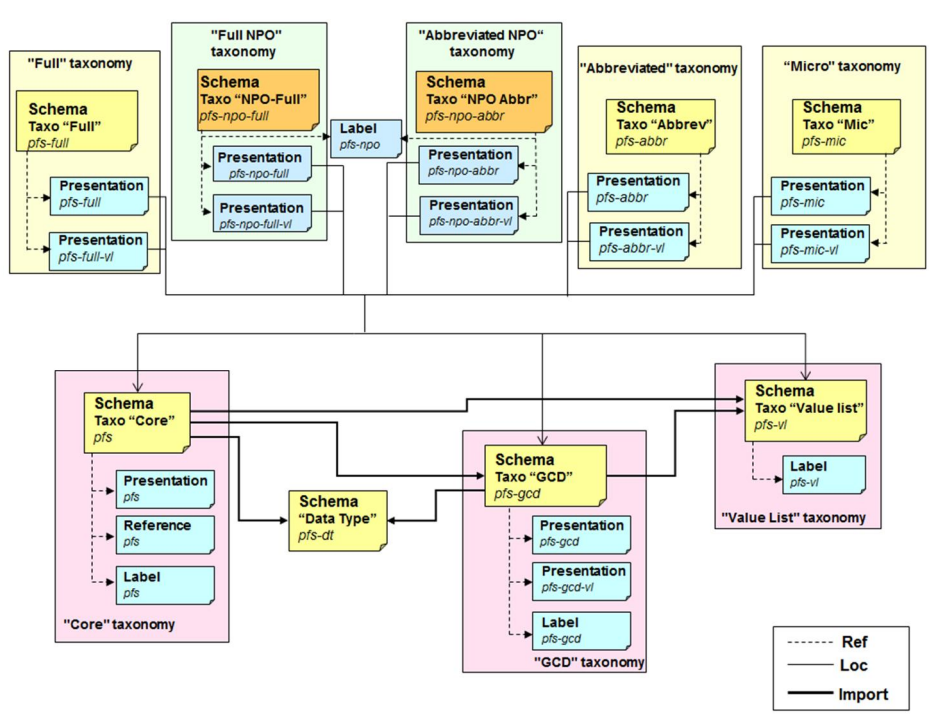 "Full" taxonomy
Schema
Taxo “Full”
pfs-full
Presentation
pfs-full
Presentation
pfs-full-vl
"Full NPO"
taxonomy
Schema
Taxo “NPO-Full”
pfs-npo-full
Presentation
pfs-npo-full
Presentation
pfs-npo-full-vl
Label
pfs-npo
"Abbreviated NPO“
taxonomy
Schema
Taxo “NPO Abbr”
pfs-npo-abbr
Presentation
pfs-npo-abbr
Presentation
pfs-npo-abbr-vl
"Abbreviated" taxonomy
Schema
Taxo “Abbrev”
pfs-abbr
Presentation
pfs-abbr
Presentation
pfs-abbr-vl
“Micro” taxonomy
Schema
Taxo “Mic”
pfs-mic
Presentation
pfs-mic
Presentation
pfs-mic-vl
Schema
Taxo “Core”
pfs
Presentation
pfs
Reference
pfs
Label
pfs
"Core" taxonomy
Schema
“Data Type”
pfs-dt
Schema
Taxo “GCD”
pfs-gcd
Presentation
pfs-gcd
Presentation
pfs-gcd-vl
Label
pfs-gcd
"GCD" taxonomy
Schema
Taxo “Value list”
pfs-vl
Label
pfs-vl
"Value List" taxonomy
Ref
Loc
Import